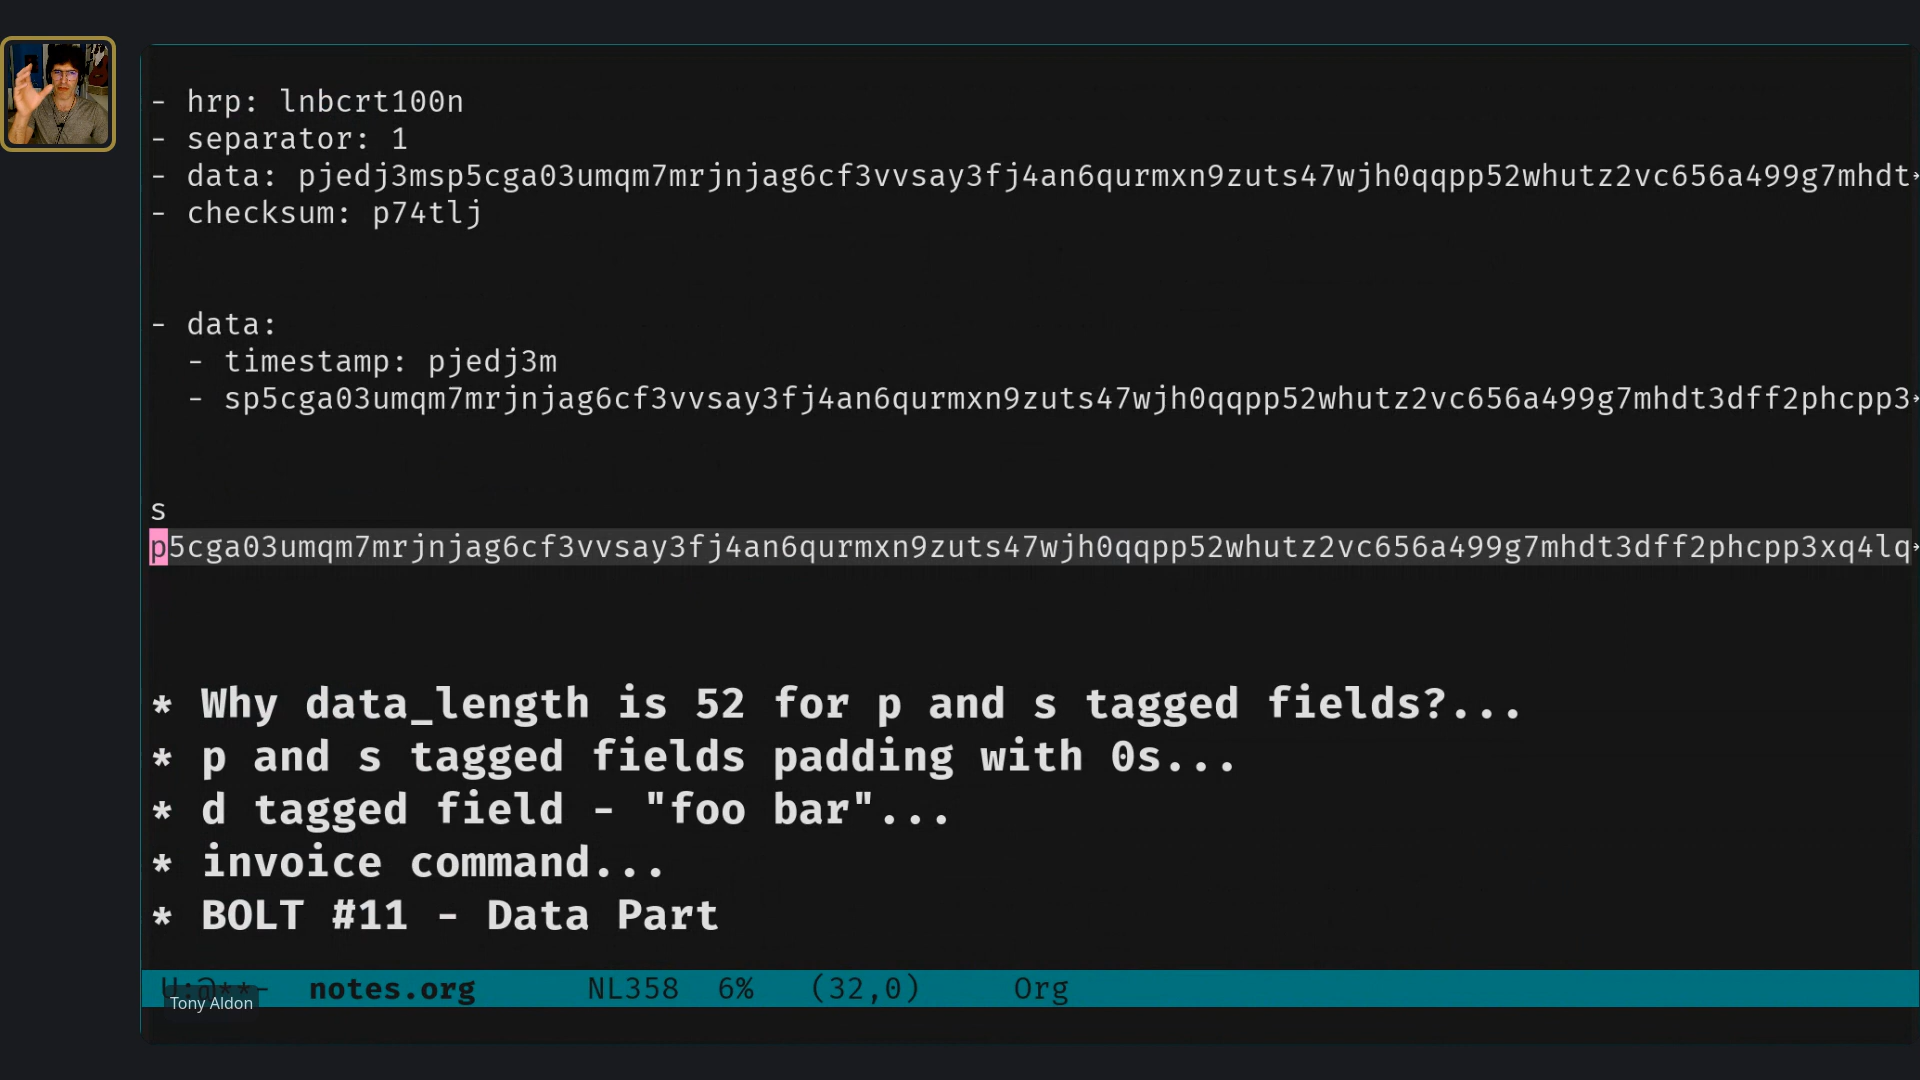 - hrp: lnbcrt100n
- separator: 1
- data: pjedj3msp5cga03umqm7mrjnjag6cf3vvsay3fj4an6qurmxn9zuts47wjh0qqpp52whutz2vc656a499g7mhdt
- checksum: p74tlj
- data:
- timestamp: pjedj3m
- sp5cga03umqm7mrjnjag6cf3vvsay3fj4an6qurmxn9zuts47wjh0qqpp52whutz2vc656a499g7mhdt3dff2phcpp3
s
p5cga03umqm7mrjnjag6cf3vvsay3fj4an6qurmxn9zuts47wjh0qqpp52whutz2vc656a499g7mhdt3dff2phcpp3xq4lq
* Why data_length is 52 for p and s tagged fields?...
* p and s tagged fields padding with 0s...
* d tagged field - "foo bar"...
* invoice command...
* BOLT #11 - Data Part
U:@**- notes.org NL358 6% (32,0) Org
Tony Aldon